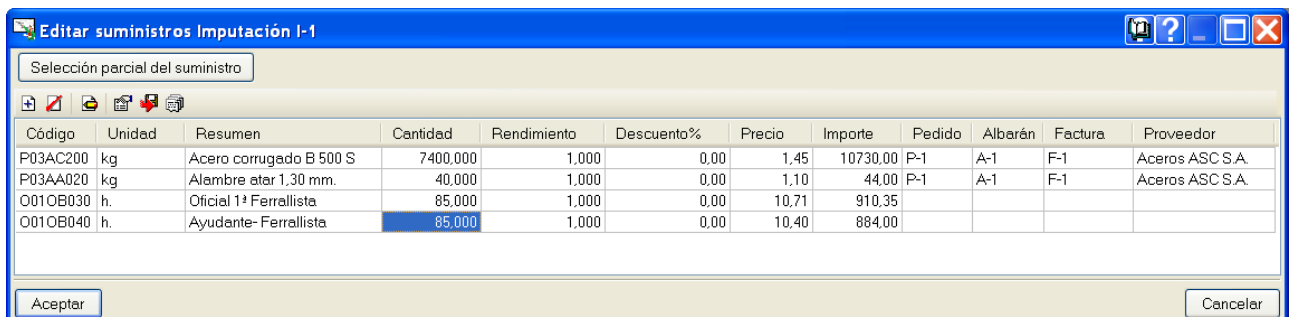 Editar suministros Imputación I-1
Selección parcial del suministro
Código Unidad Resumen Cantidad Rendimiento Descuento% Precio Importe Pedido Albarán Factura Proveedor
P03AC200 kg Acero corrugado B 500 S 7400,000 1,000 0,00 1,45 10730,00 P-1 A-1 F-1 Aceros ASC S.A.
P03AA020 kg Alambre atar 1,30 mm. 40,000 1,000 0,00 1,10 44,00 P-1 A-1 F-1 Aceros ASC S.A.
O01OB030 h. Oficial 1ª Ferrallista 85,000 1,000 0,00 10,71 910,35
O01OB040 h. Ayudante- Ferrallista 85,000 1,000 0,00 10,40 884,00
Aceptar Cancelar